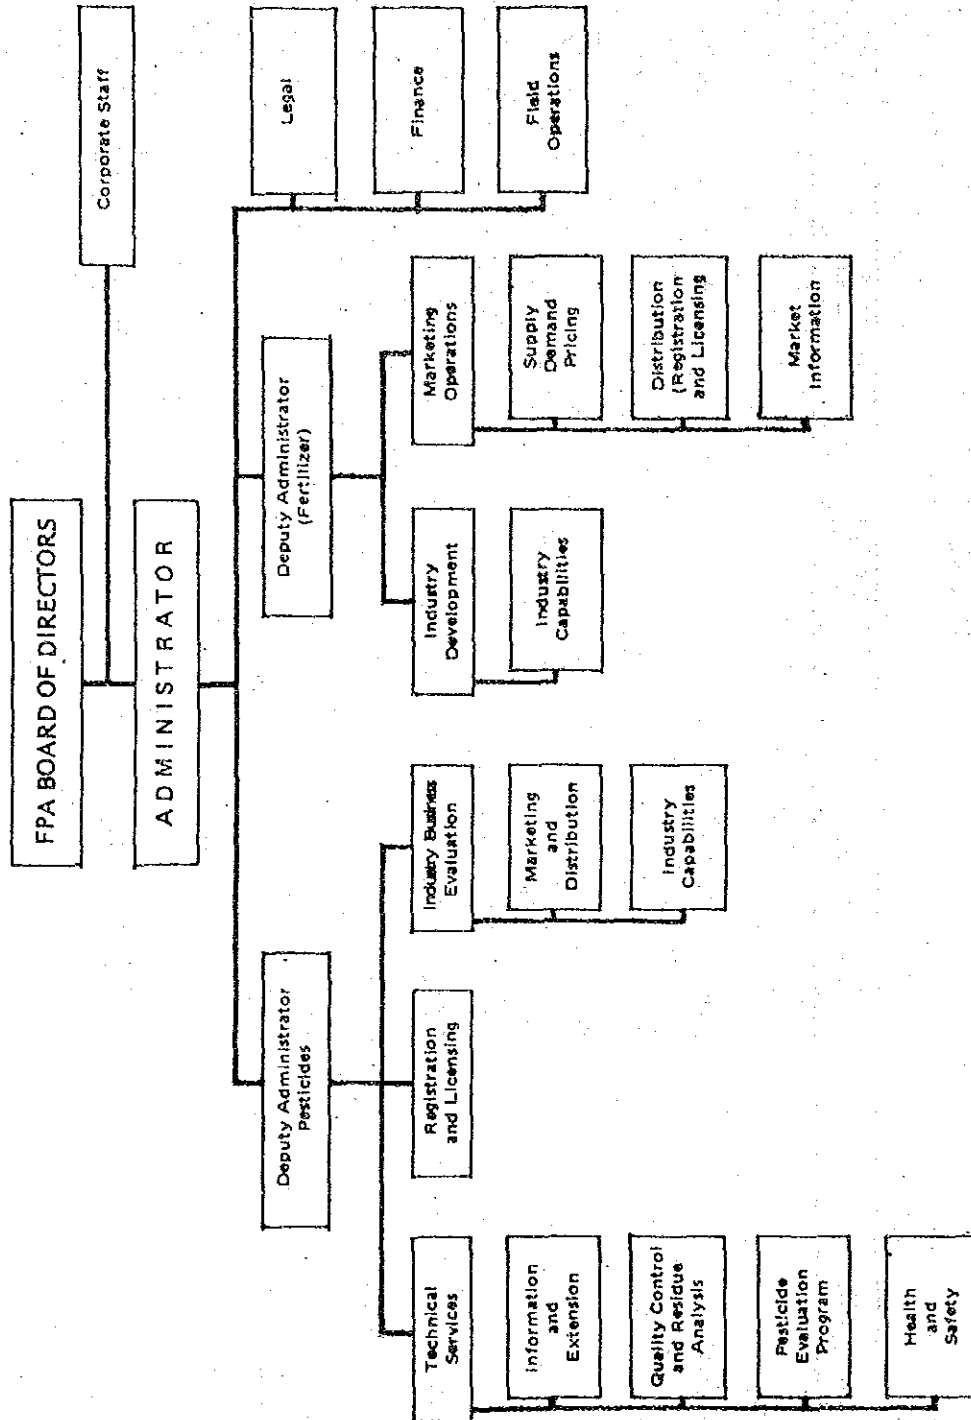 FPA BOARD OF DIRECTORS
Corporate Staff
ADMINISTRATOR
Deputy Administrator
Pesticides
Deputy Administrator
(Fertilizer)
Legal
Finance
Field
Operations
Technical
Services
Registration
and Licensing
Industry Business
Evaluation
Industry
Development
Marketing
Operations
Information
and
Extension
Quality Control
and Residue
Analysis
Pesticide
Evaluation
Program
Health
and
Safety
Marketing
and
Distribution
Industry
Capabilities
Industry
Capabilities
Supply
Demand
Pricing
Distribution
(Registration
and Licensing
Market
Information